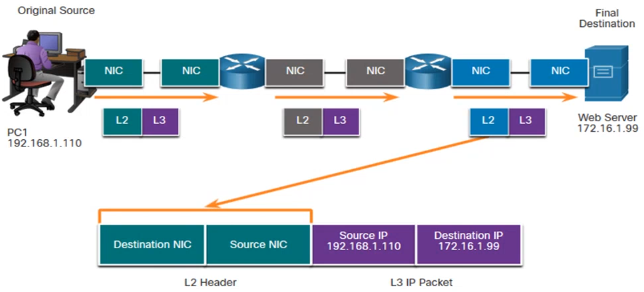 Original Source
Final
Destination
NIC NIC NIC NIC NIC NIC
L2 L3 L2 L3 L2 L3
PC1
192.168.1.110
Web Server
172.16.1.99
Destination NIC Source NIC Source IP
192.168.1.110 Destination IP
172.16.1.99
L2 Header L3 IP Packet